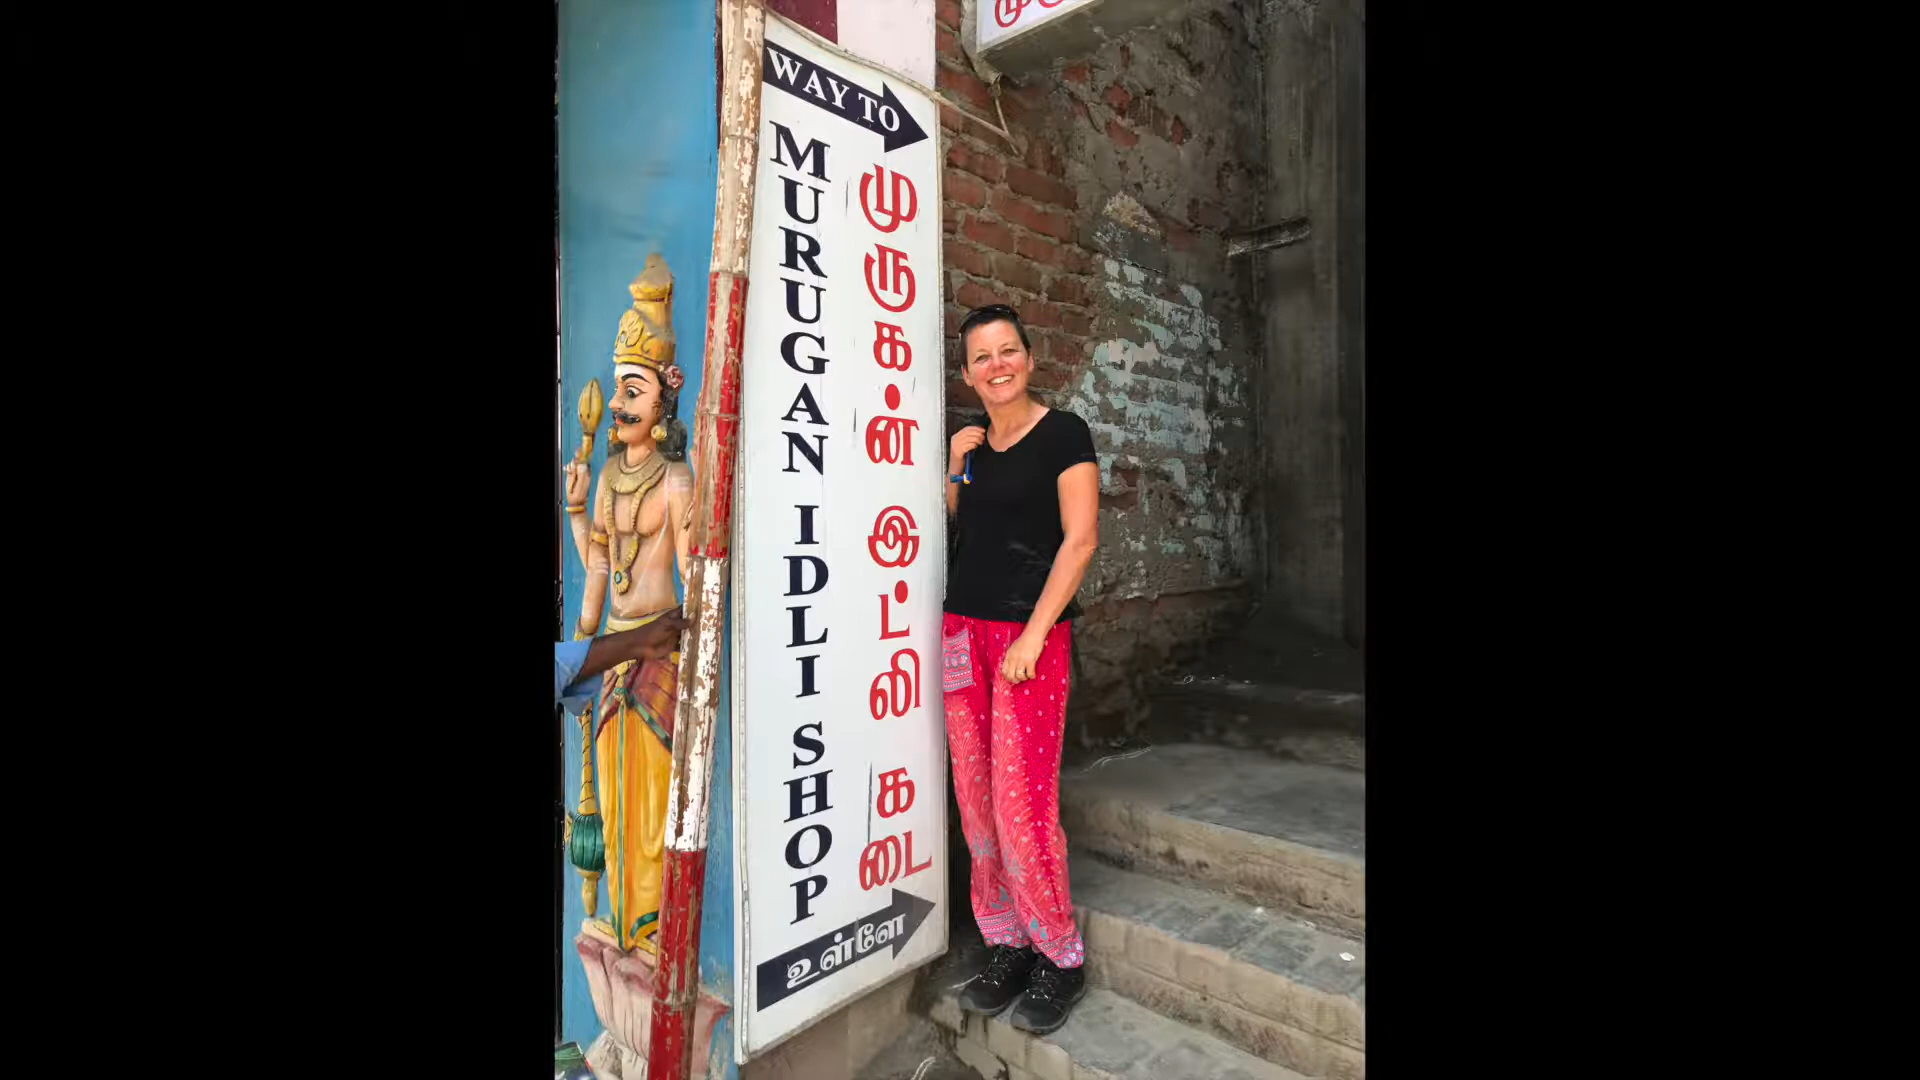 WAY TO
MURUGAN IDLI SHOP
முருகன் இட்லி கடை
உள்ளே